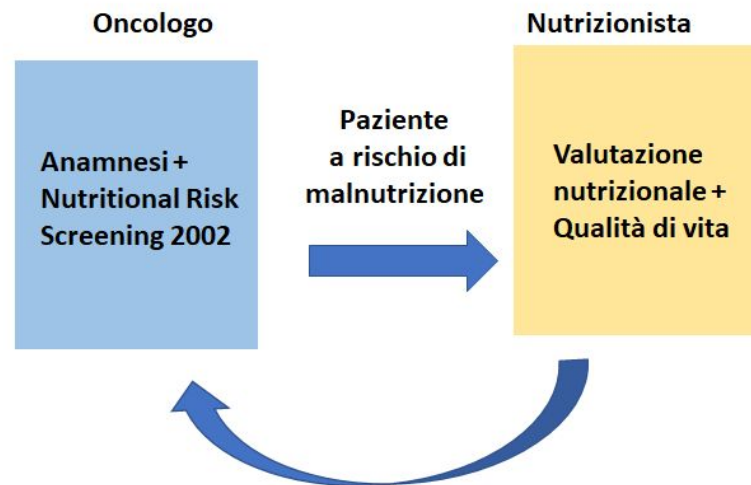 Oncologo
Nutrizionista
Anamnesi +
Nutritional Risk
Screening 2002
Paziente
a rischio di
malnutrizione
Valutazione
nutrizionale +
Qualità di vita